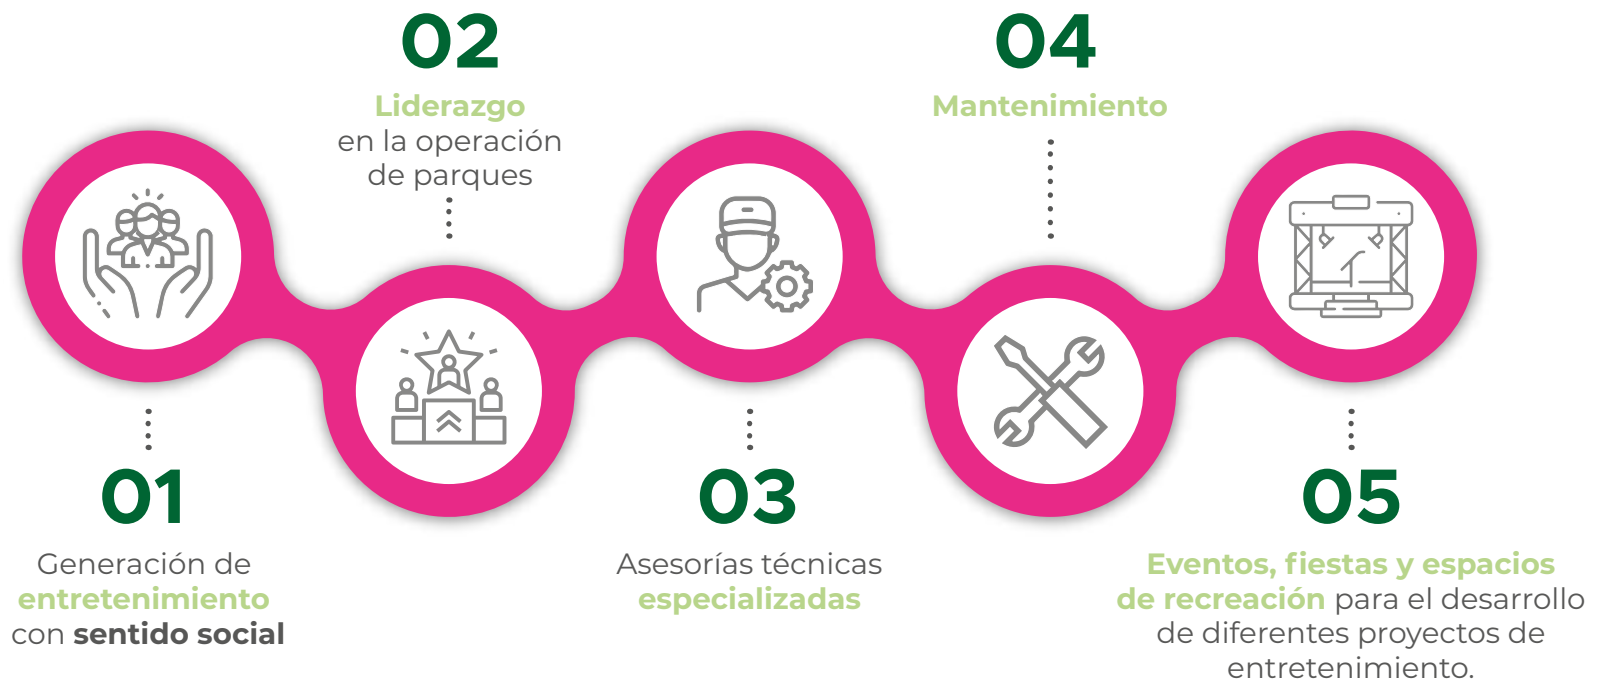 01
Generación de
entretenimiento
con sentido social
02
Liderazgo
en la operación
de parques
03
Asesorías técnicas
especializadas
04
Mantenimiento
05
Eventos, fiestas y espacios
de recreación para el desarrollo
de diferentes proyectos de
entretenimiento.